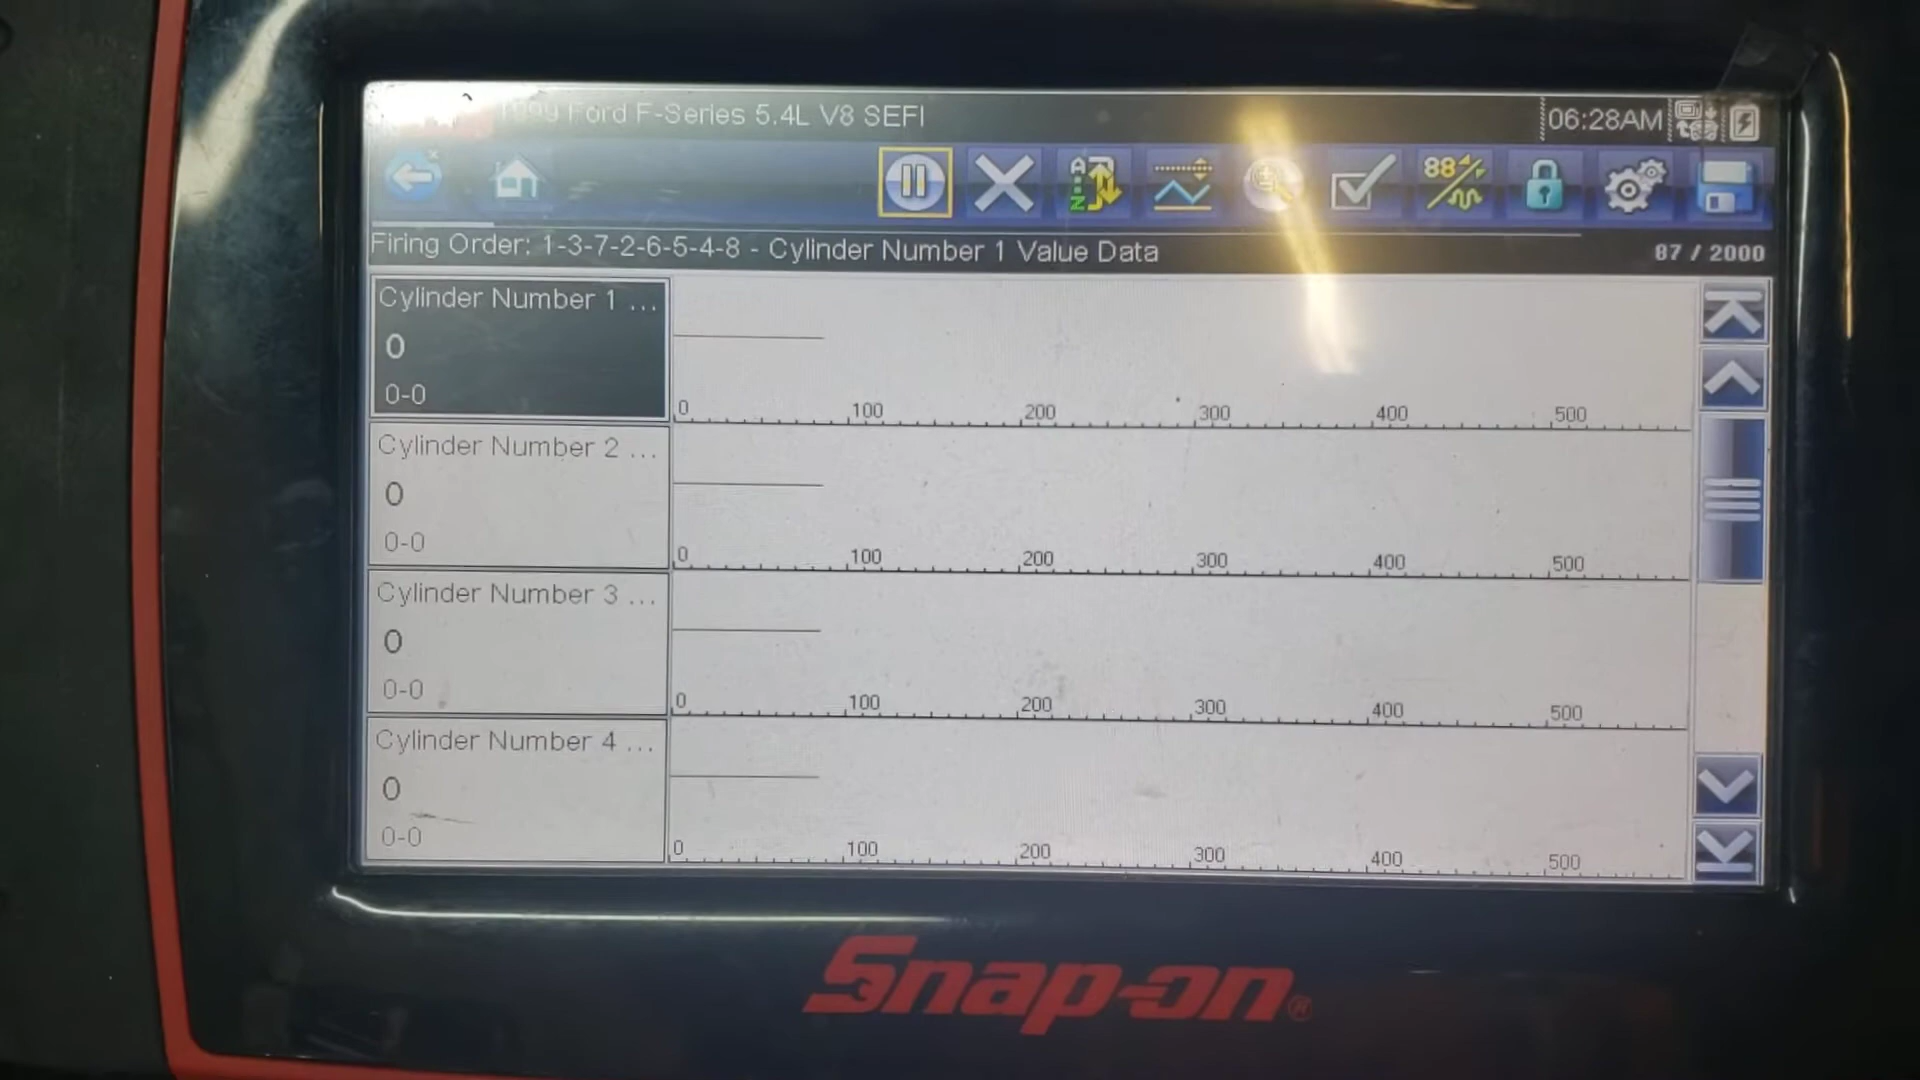 1999 Ford F-Series 5.4L V8 SEFI
06:28AM
Firing Order: 1-3-7-2-6-5-4-8 - Cylinder Number 1 Value Data
87 / 2000
Cylinder Number 1 ...
0
0-0
0 100 200 300 400 500
Cylinder Number 2 ...
0
0-0
0 100 200 300 400 500
Cylinder Number 3 ...
0
0-0
0 100 200 300 400 500
Cylinder Number 4 ...
0
0-0
0 100 200 300 400 500
Snap-on®